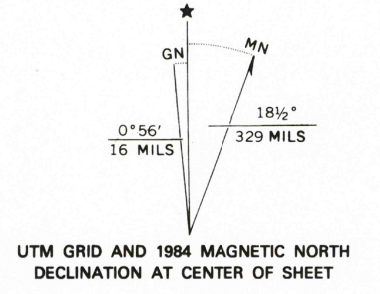 GN
MN
0°56′
16 MILS
18½°
329 MILS
UTM GRID AND 1984 MAGNETIC NORTH
DECLINATION AT CENTER OF SHEET